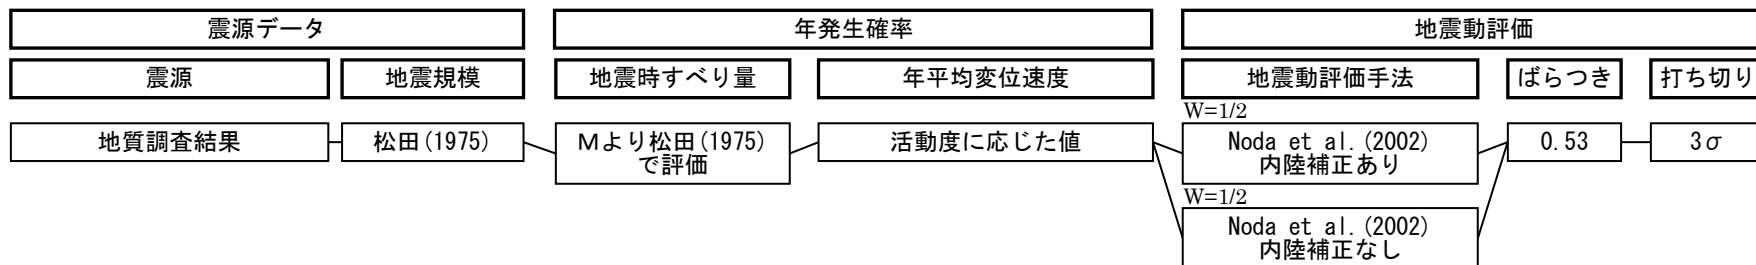 震源データ
年発生確率
地震動評価
震源
地震規模
地震時すべり量
年平均変位速度
地震動評価手法
ばらつき
打ち切り
W=1/2
地質調査結果
松田(1975)
Mより松田(1975)
で評価
活動度に応じた値
Noda et al.(2002)
内陸補正あり
0.53
3σ
W=1/2
Noda et al.(2002)
内陸補正なし